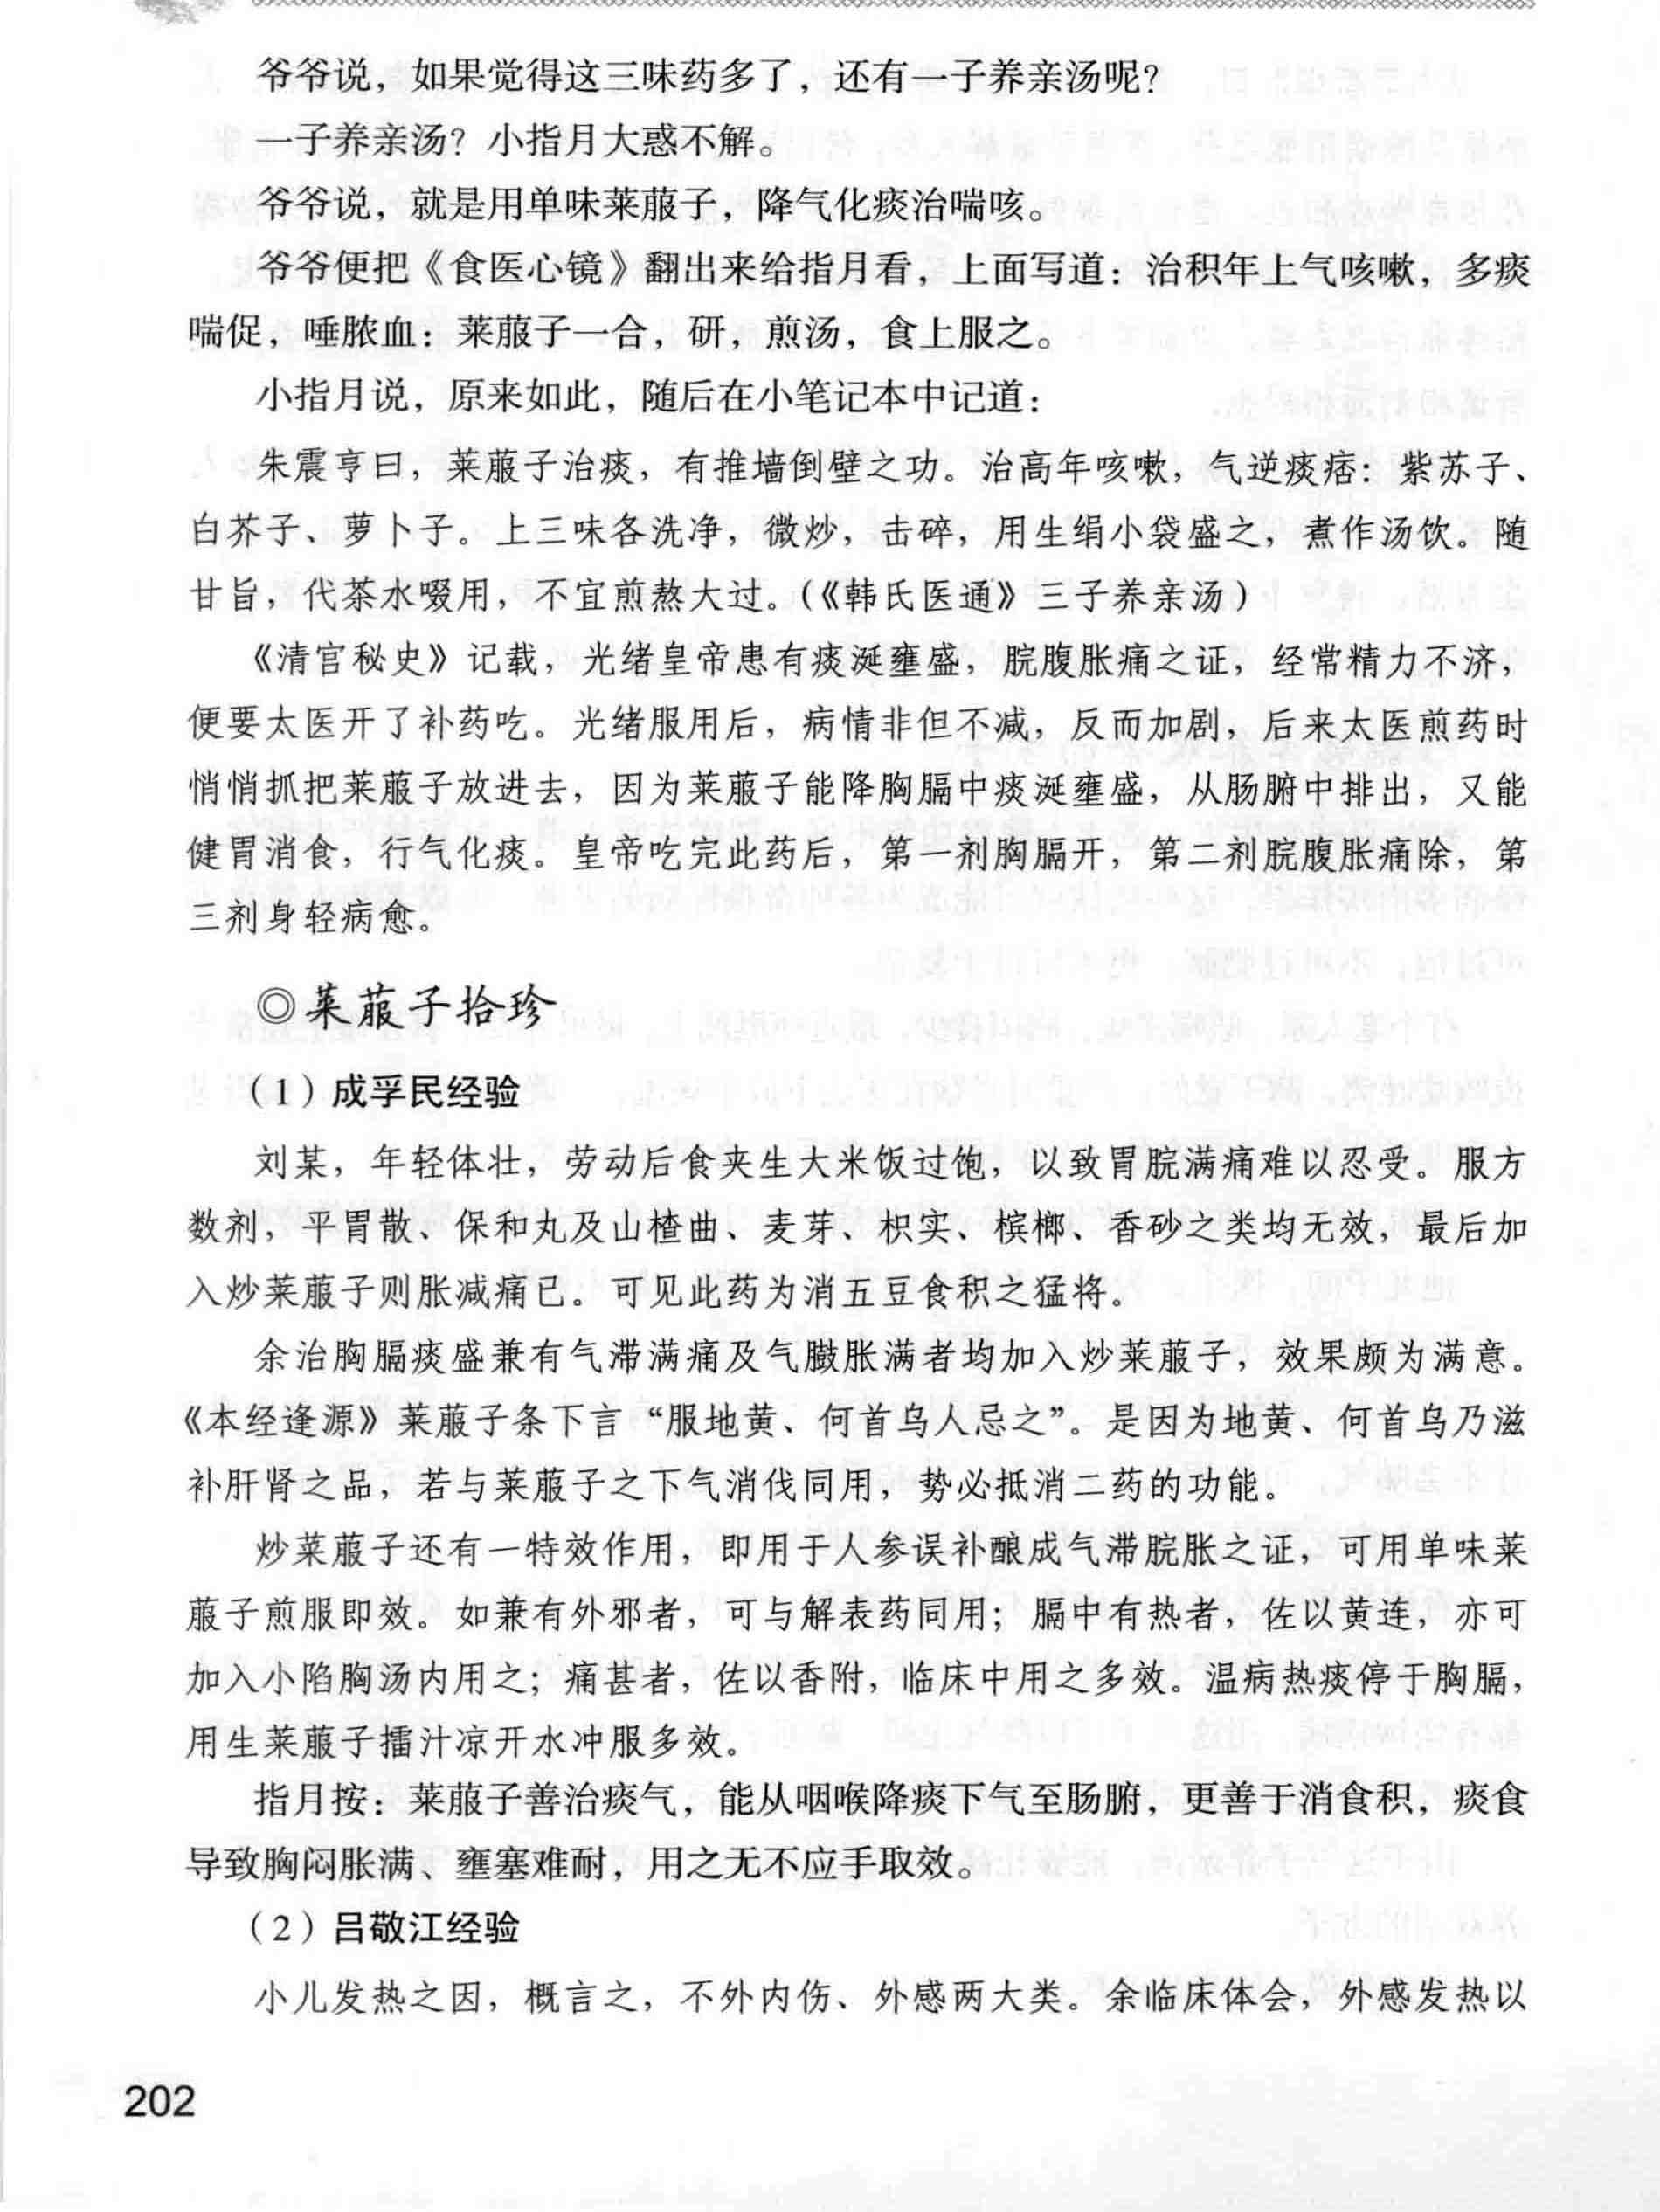 爷爷说，如果觉得这三味药多了，还有一子养亲汤呢？
一子养亲汤？小指月大惑不解。
爷爷说，就是用单味莱菔子，降气化痰治喘咳。
爷爷便把《食医心镜》翻出来给指月看，上面写道：治积年上气咳嗽，多痰
喘促，唾脓血：莱菔子一合，研，煎汤，食上服之。
小指月说，原来如此，随后在小笔记本中记道：
朱震亨曰，莱菔子治痰，有推墙倒壁之功。治高年咳嗽，气逆痰痞：紫苏子、
白芥子、萝卜子。上三味各洗净，微炒，击碎，用生绢小袋盛之，煮作汤饮。随
甘旨，代茶水啜用，不宜煎熬大过。(《韩氏医通》三子养亲汤)
《清宫秘史》记载，光绪皇帝患有痰涎壅盛，脘腹胀痛之证，经常精力不济，
便要太医开了补药吃。光绪服用后，病情非但不减，反而加剧，后来太医煎药时
悄悄抓把莱菔子放进去，因为莱菔子能降胸膈中痰涎壅盛，从肠腑中排出，又能
健胃消食，行气化痰。皇帝吃完此药后，第一剂胸膈开，第二剂脘腹胀痛除，第
三剂身轻病愈。
◎莱菔子拾珍
（1）成孚民经验
刘某，年轻体壮，劳动后食夹生大米饭过饱，以致胃脘满痛难以忍受。服方
数剂，平胃散、保和丸及山楂曲、麦芽、枳实、槟榔、香砂之类均无效，最后加
入炒莱菔子则胀减痛已。可见此药为消五豆食积之猛将。
余治胸膈痰盛兼有气滞满痛及气臌胀满者均加入炒莱菔子，效果颇为满意。
《本经逢源》莱菔子条下言“服地黄、何首乌人忌之”。是因为地黄、何首乌乃滋
补肝肾之品，若与莱菔子之下气消伐同用，势必抵消二药的功能。
炒菜菔子还有一特效作用，即用于人参误补酿成气滞脘胀之证，可用单味莱
菔子煎服即效。如兼有外邪者，可与解表药同用；膈中有热者，佐以黄连，亦可
加入小陷胸汤内用之；痛甚者，佐以香附，临床中用之多效。温病热痰停于胸膈，
用生莱菔子擂汁凉开水冲服多效。
指月按：莱菔子善治痰气，能从咽喉降痰下气至肠腑，更善于消食积，痰食
导致胸闷胀满、壅塞难耐，用之无不应手取效。
（2）吕敬江经验
小儿发热之因，概言之，不外内伤、外感两大类。余临床体会，外感发热以
202